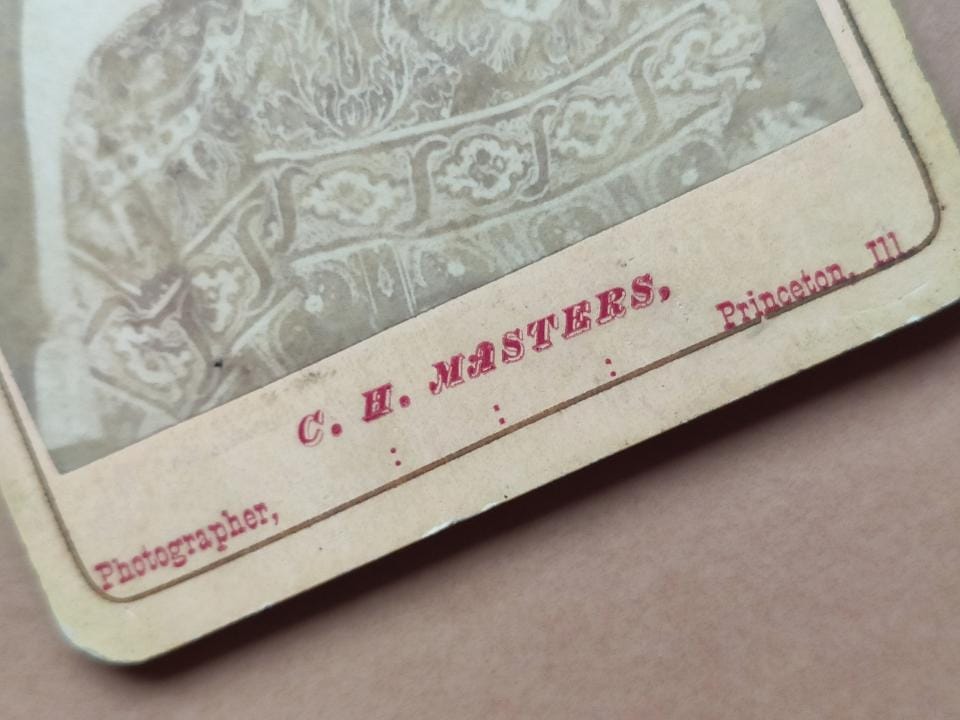 C. H. MASTERS,
Photographer, : : : Princeton, Ill